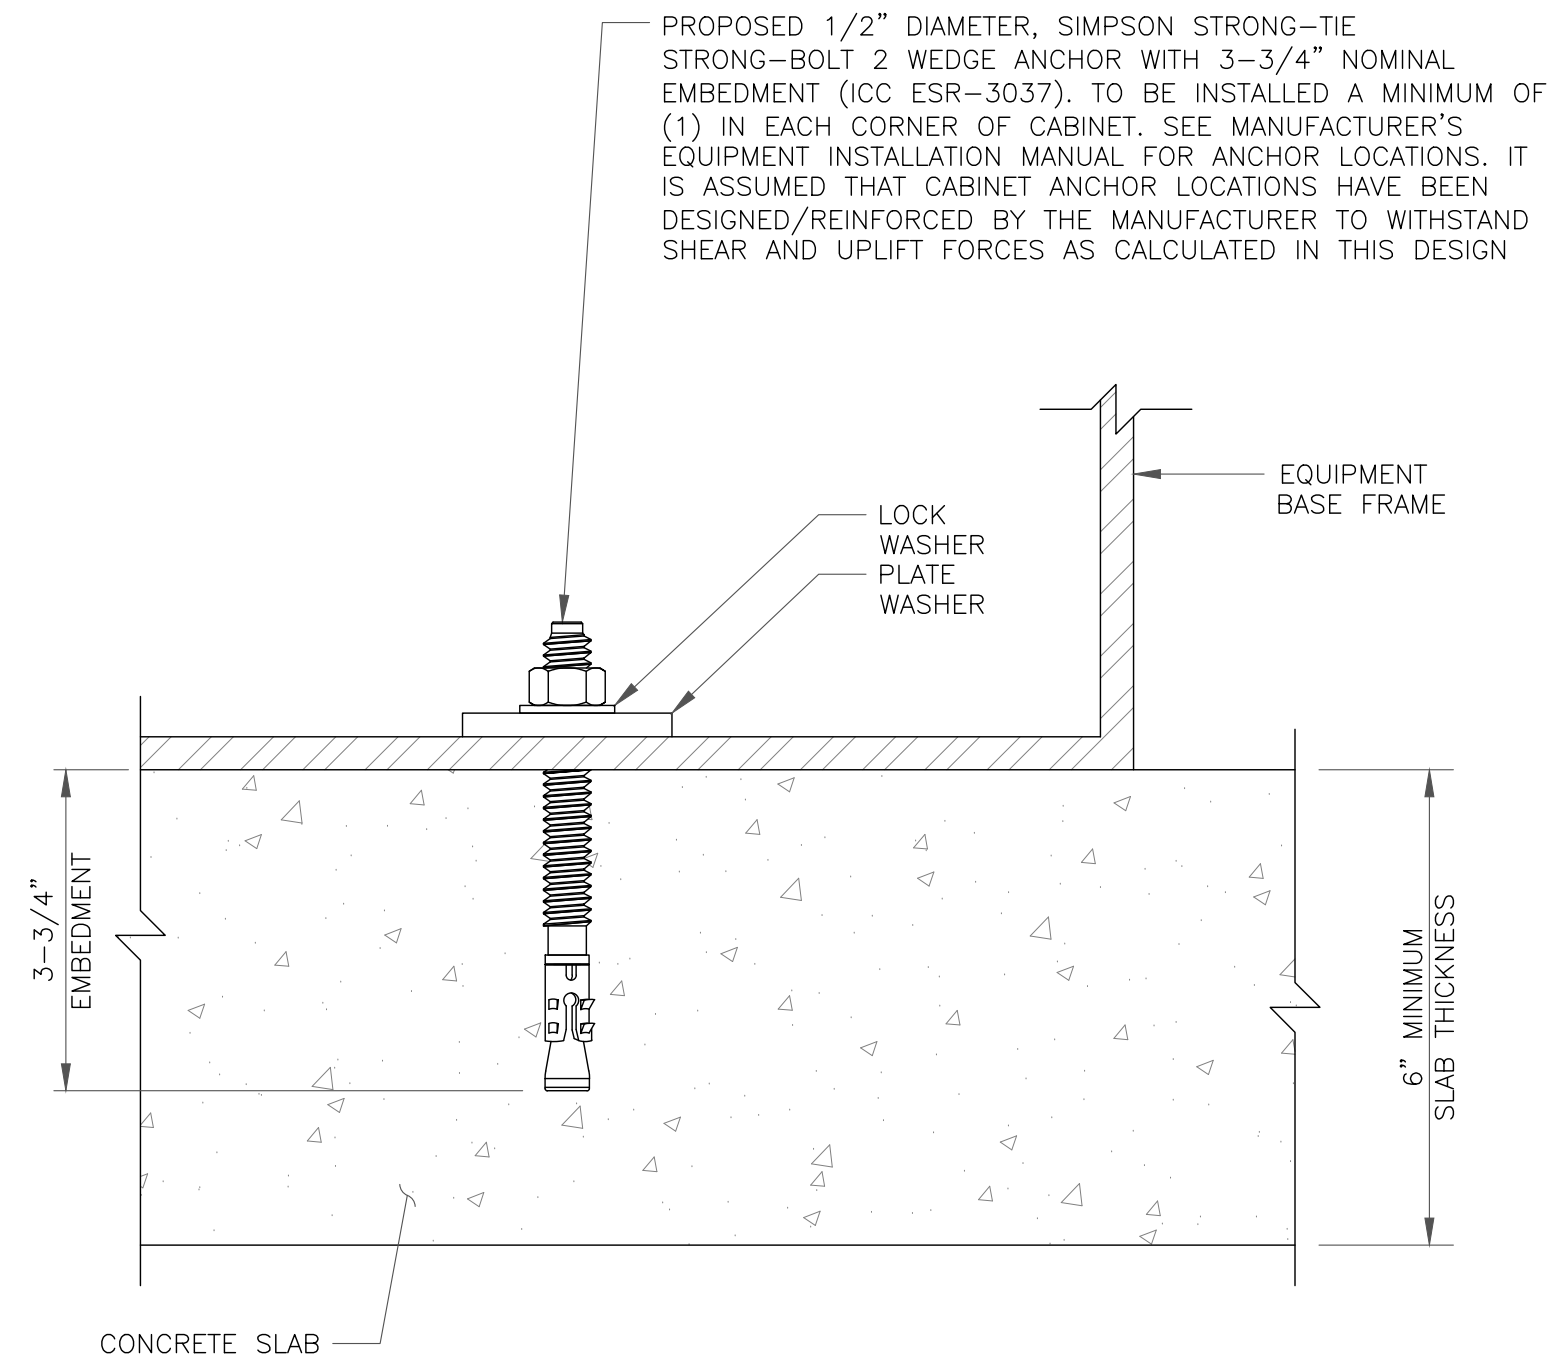 PROPOSED 1/2” DIAMETER, SIMPSON STRONG-TIE
STRONG-BOLT 2 WEDGE ANCHOR WITH 3-3/4” NOMINAL
EMBEDMENT (ICC ESR-3037). TO BE INSTALLED A MINIMUM OF
(1) IN EACH CORNER OF CABINET. SEE MANUFACTURER’S
EQUIPMENT INSTALLATION MANUAL FOR ANCHOR LOCATIONS. IT
IS ASSUMED THAT CABINET ANCHOR LOCATIONS HAVE BEEN
DESIGNED/REINFORCED BY THE MANUFACTURER TO WITHSTAND
SHEAR AND UPLIFT FORCES AS CALCULATED IN THIS DESIGN
EQUIPMENT
BASE FRAME
LOCK
WASHER
PLATE
WASHER
3-3/4”
EMBEDMENT
6” MINIMUM
SLAB THICKNESS
CONCRETE SLAB